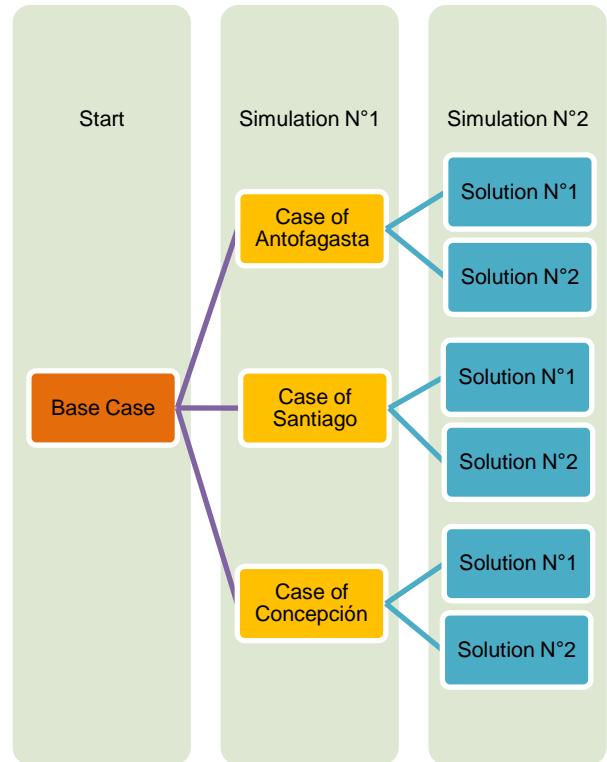 Start
Simulation N°1
Simulation N°2
Base Case
Case of
Antofagasta
Case of
Santiago
Case of
Concepción
Solution N°1
Solution N°2
Solution N°1
Solution N°2
Solution N°1
Solution N°2